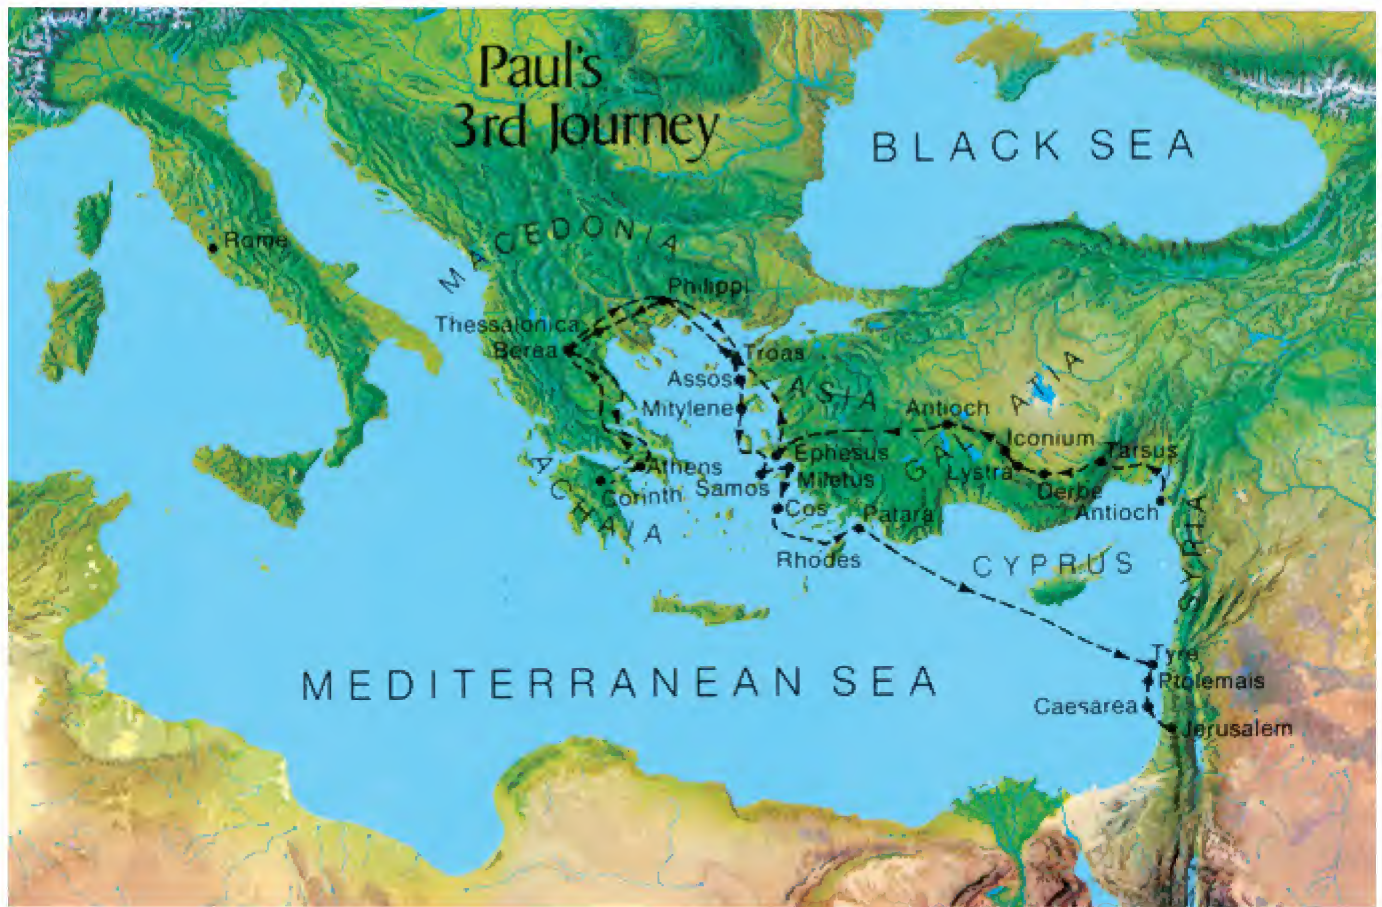 Paul's
3rd Journey
BLACK SEA
MACEDONIA
Rome
Philippi
Thessalonica
Berea
Troas
Assos
ASIA
GALATIA
Mitylene
Antioch
Iconium
Tarsus
Ephesus
Athens
ACHAIA
Lystra
Miletus
Samos
Derbe
Corinth
Antioch
Cos
Patara
SYRIA
Rhodes
CYPRUS
Tyre
MEDITERRANEAN SEA
Ptolemais
Caesarea
Jerusalem